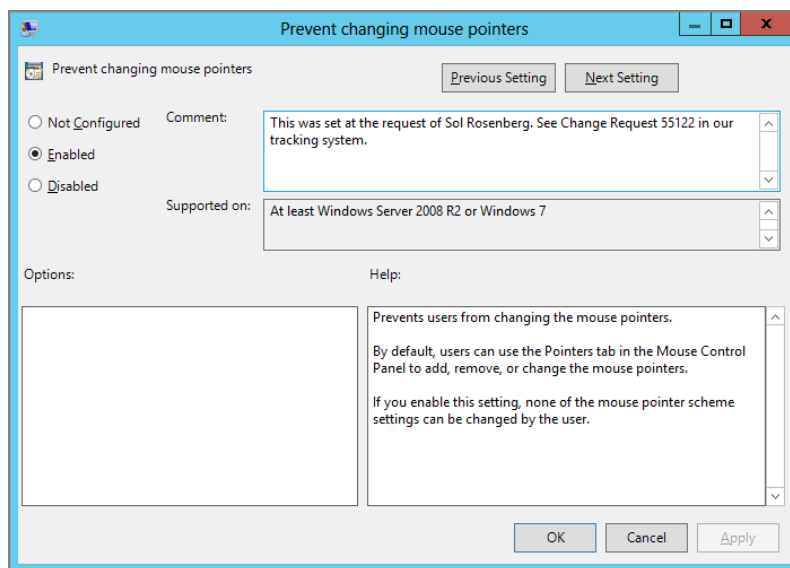 Prevent changing mouse pointers
Prevent changing mouse pointers
Previous Setting
Next Setting
Not Configured
Comment:
This was set at the request of Sol Rosenberg. See Change Request 55122 in our
tracking system.
Enabled
Disabled
Supported on:
At least Windows Server 2008 R2 or Windows 7
Options:
Help:
Prevents users from changing the mouse pointers.
By default, users can use the Pointers tab in the Mouse Control
Panel to add, remove, or change the mouse pointers.
If you enable this setting, none of the mouse pointer scheme
settings can be changed by the user.
OK
Cancel
Apply